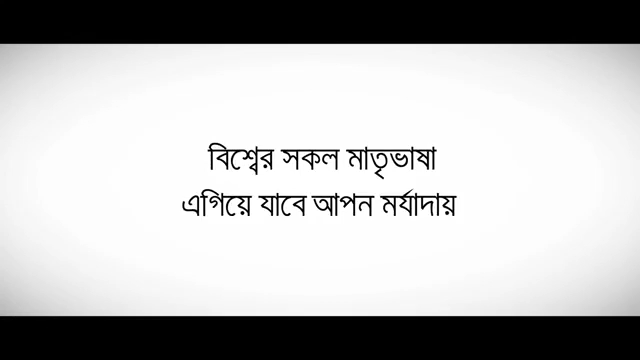 বিশ্বের সকল মাতৃভাষা
এগিয়ে যাবে আপন মর্যাদায়